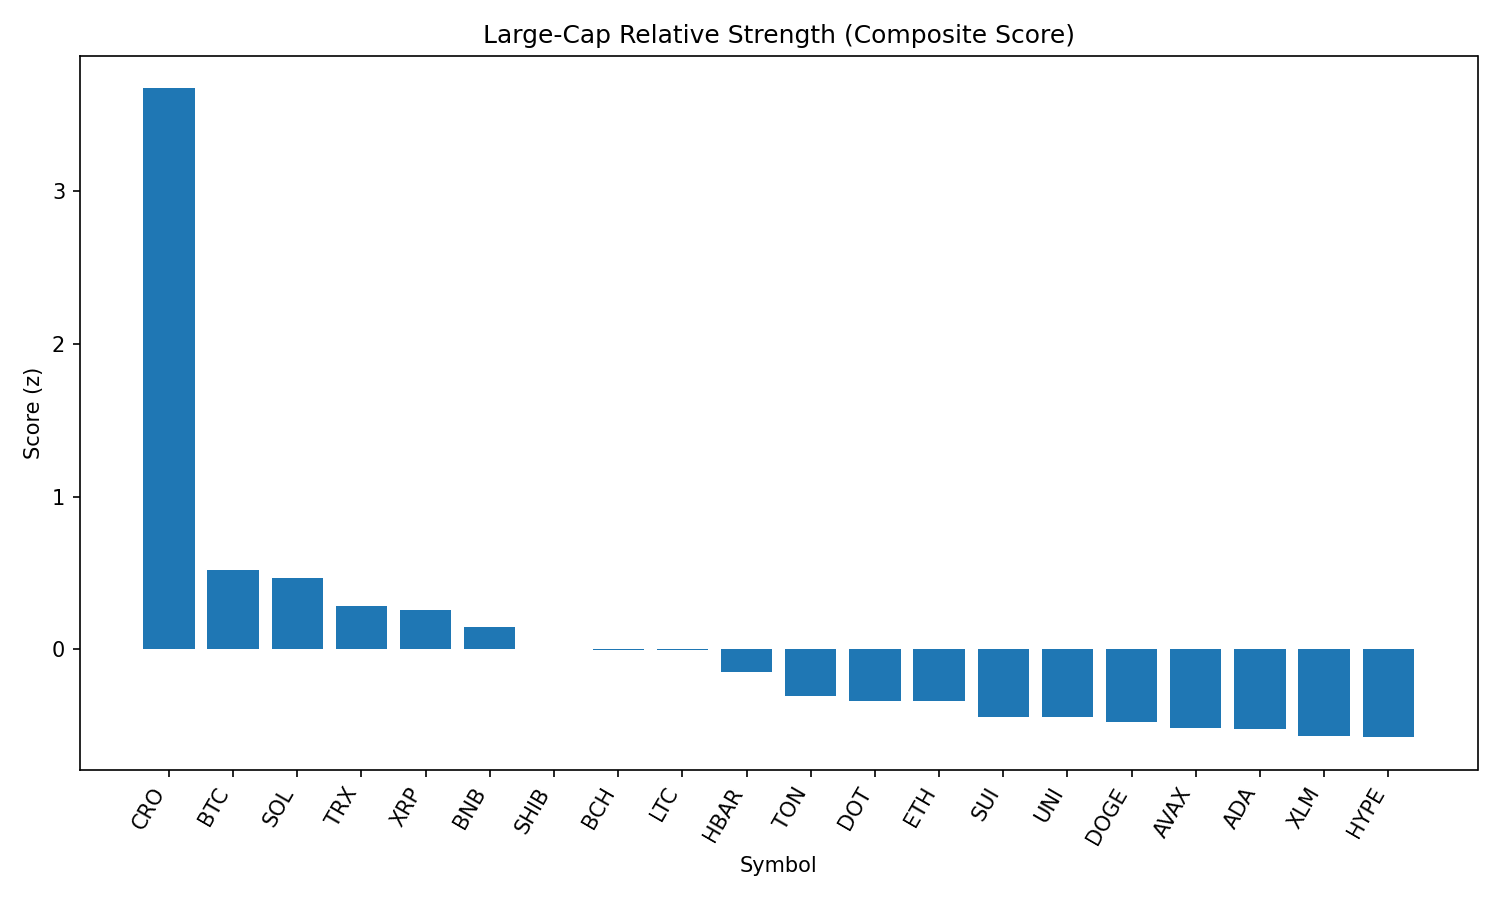 Large-Cap Relative Strength (Composite Score)
Score (z)
3
2
1
0
CRO
BTC
SOL
TRX
XRP
BNB
SHIB
BCH
LTC
HBAR
TON
DOT
ETH
SUI
UNI
DOGE
AVAX
ADA
XLM
HYPE
Symbol